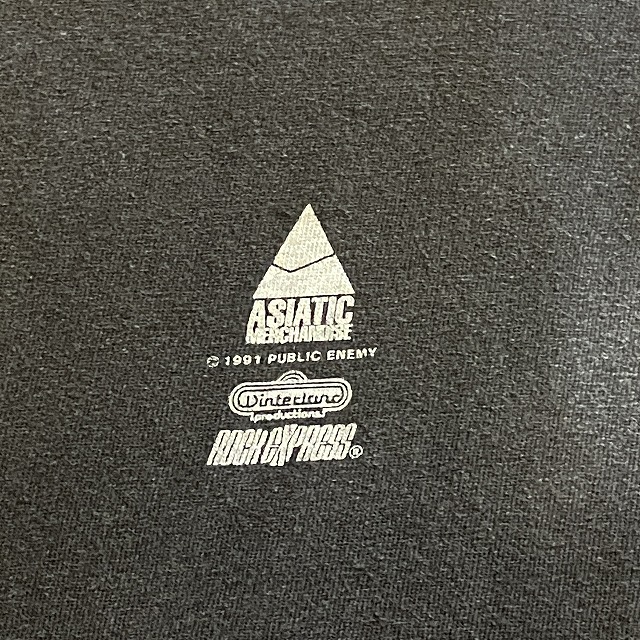 ASIATIC
MERCHANDISE
© 1991 PUBLIC ENEMY
Winterland
productions
ROCK EXPRESS®